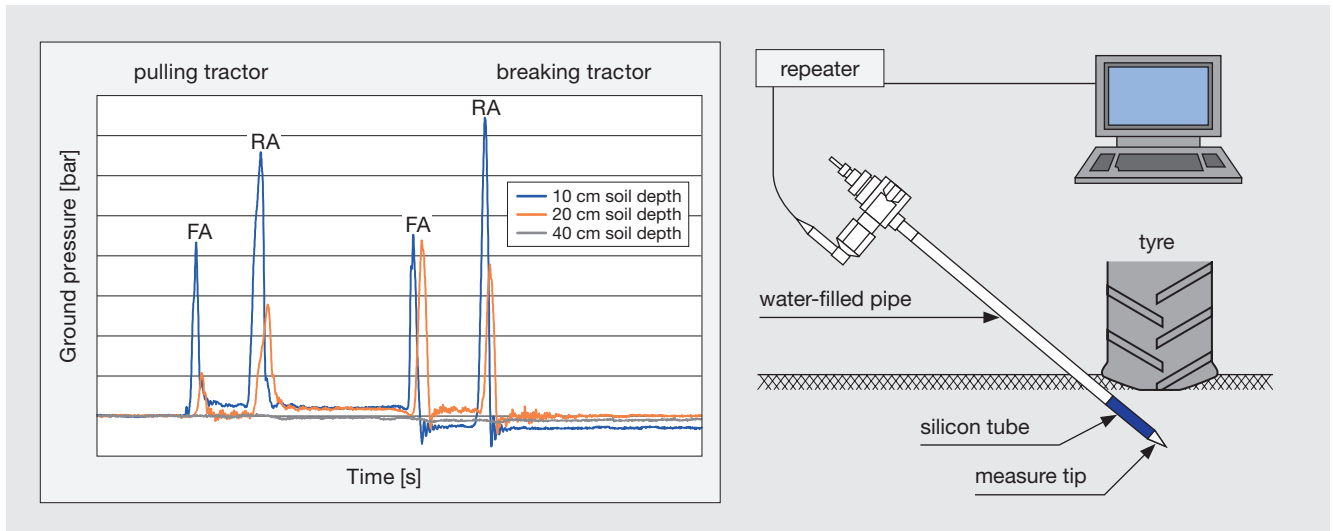 pulling tractor
breaking tractor
FA
RA
FA
RA
10 cm soil depth
20 cm soil depth
40 cm soil depth
Ground pressure [bar]
Time [s]
repeater
tyre
water-filled pipe
silicon tube
measure tip